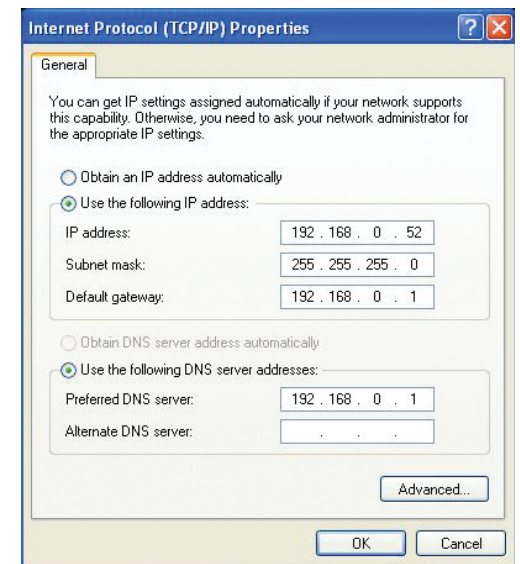 Internet Protocol (TCP/IP) Properties
General
You can get IP settings assigned automatically if your network supports
this capability. Otherwise, you need to ask your network administrator for
the appropriate IP settings.
Obtain an IP address automatically
Use the following IP address:
IP address: 192 . 168 . 0 . 52
Subnet mask: 255 . 255 . 255 . 0
Default gateway: 192 . 168 . 0 . 1
Obtain DNS server address automatically
Use the following DNS server addresses:
Preferred DNS server: 192 . 168 . 0 . 1
Alternate DNS server: . . .
Advanced...
OK Cancel